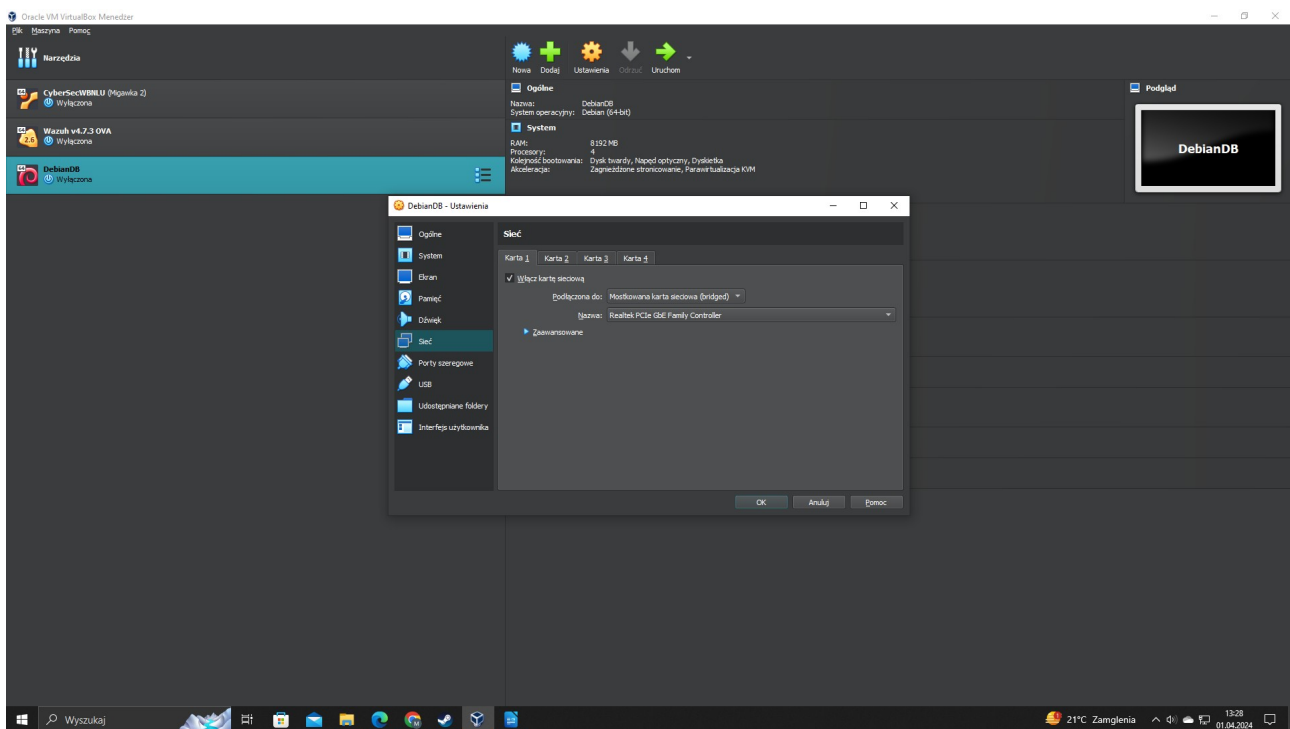 Oracle VM VirtualBox Menedżer
Plik Maszyna Pomoc
Narzędzia
Nowa Dodaj Ustawienia Odrzuć Uruchom
CyberSecWBNLU (Migawka 2)
Wyłączona
Wazuh v4.7.3 OVA
Wyłączona
DebianDB
Wyłączona
Ogólne
Nazwa: DebianDB
System operacyjny: Debian (64-bit)
System
RAM: 8192 MB
Procesory: 4
Kolejność bootowania: Dysk twardy, Napęd optyczny, Dyskietka
Akceleracja: Zagnieżdżone stronicowanie, Parawirtualizacja KVM
Podgląd
DebianDB
DebianDB - Ustawienia
Ogólne
System
Ekran
Pamięć
Dźwięk
Sieć
Porty szeregowe
USB
Udostępniane foldery
Interfejs użytkownika
Sieć
Karta 1 Karta 2 Karta 3 Karta 4
Włącz kartę sieciową
Podłączona do: Mostkowana karta sieciowa (bridged)
Nazwa: Realtek PCIe GbE Family Controller
Zaawansowane
OK Anuluj Pomoc
Wyszukaj
21°C Zamglenia
13:28
01.04.2024